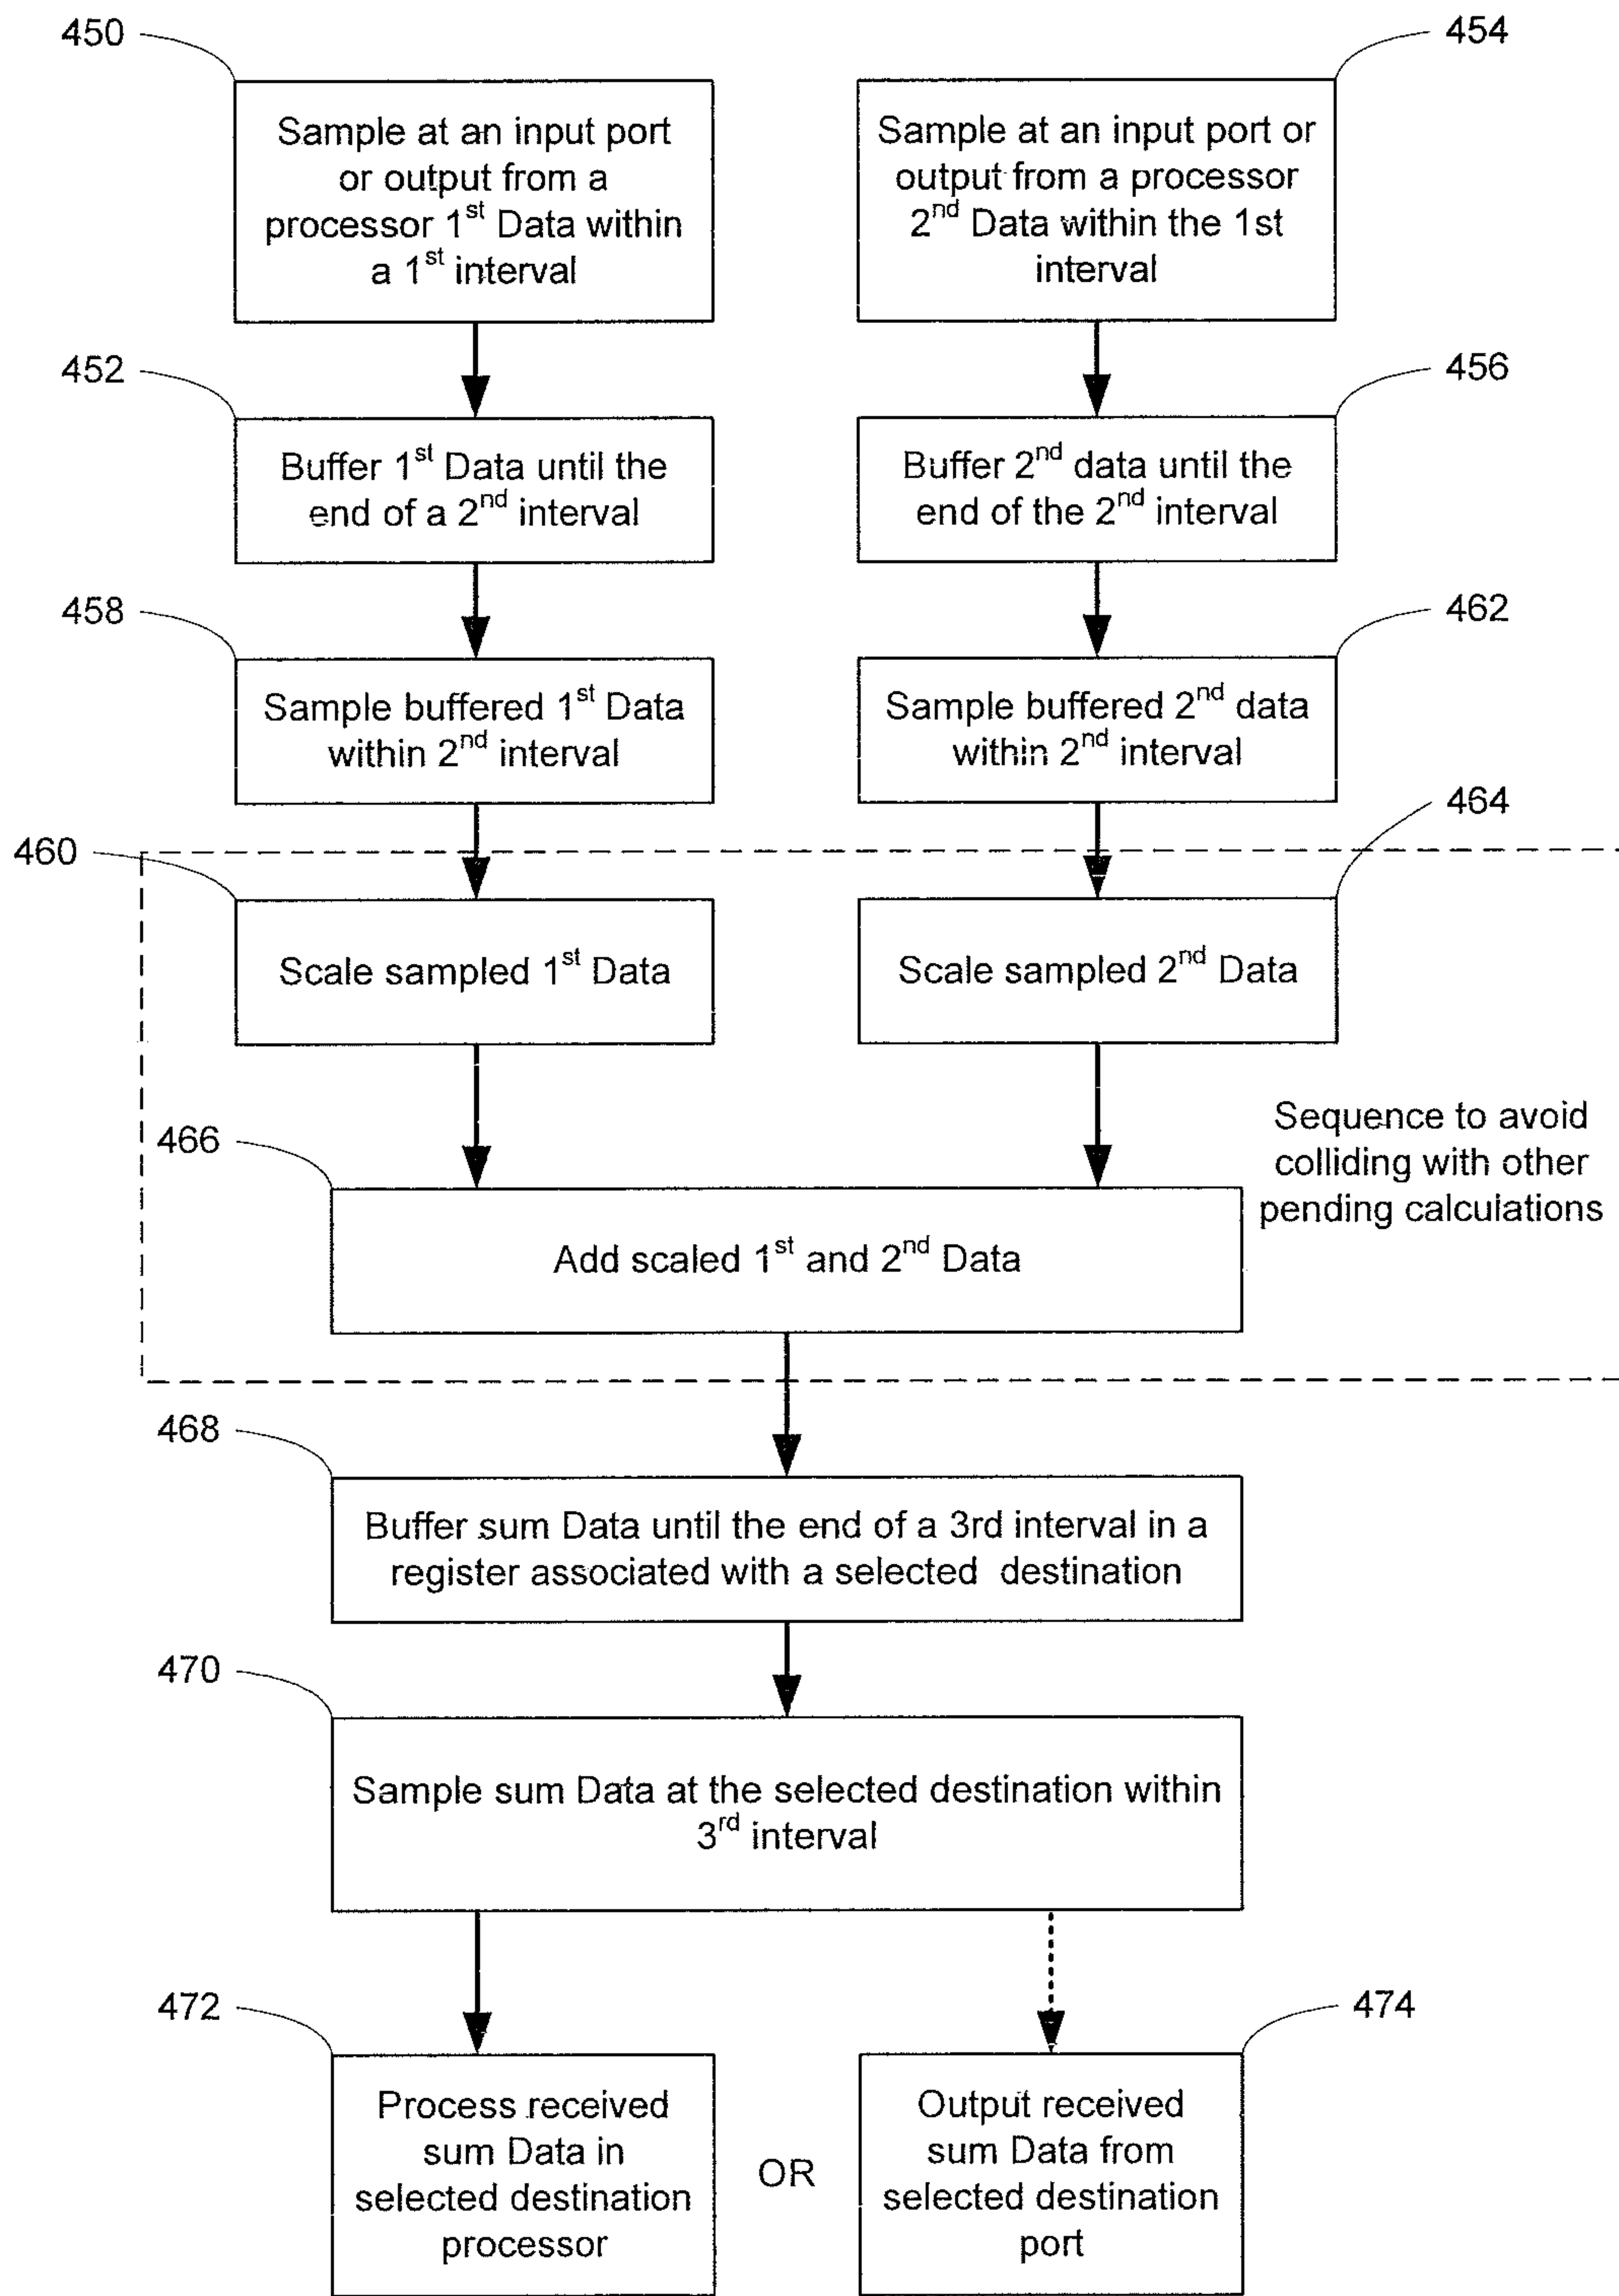 450
454
Sample at an input port
or output from a
processor 1st Data within
a 1st interval
Sample at an input port or
output from a processor
2nd Data within the 1st
interval
452
456
Buffer 1st Data until the
end of a 2nd interval
Buffer 2nd data until the
end of the 2nd interval
458
462
Sample buffered 1st Data
within 2nd interval
Sample buffered 2nd data
within 2nd interval
460
464
Scale sampled 1st Data
Scale sampled 2nd Data
Sequence to avoid
colliding with other
pending calculations
466
Add scaled 1st and 2nd Data
468
Buffer sum Data until the end of a 3rd interval in a
register associated with a selected destination
470
Sample sum Data at the selected destination within
3rd interval
472
474
Process received
sum Data in
selected destination
processor
OR
Output received
sum Data from
selected destination
port